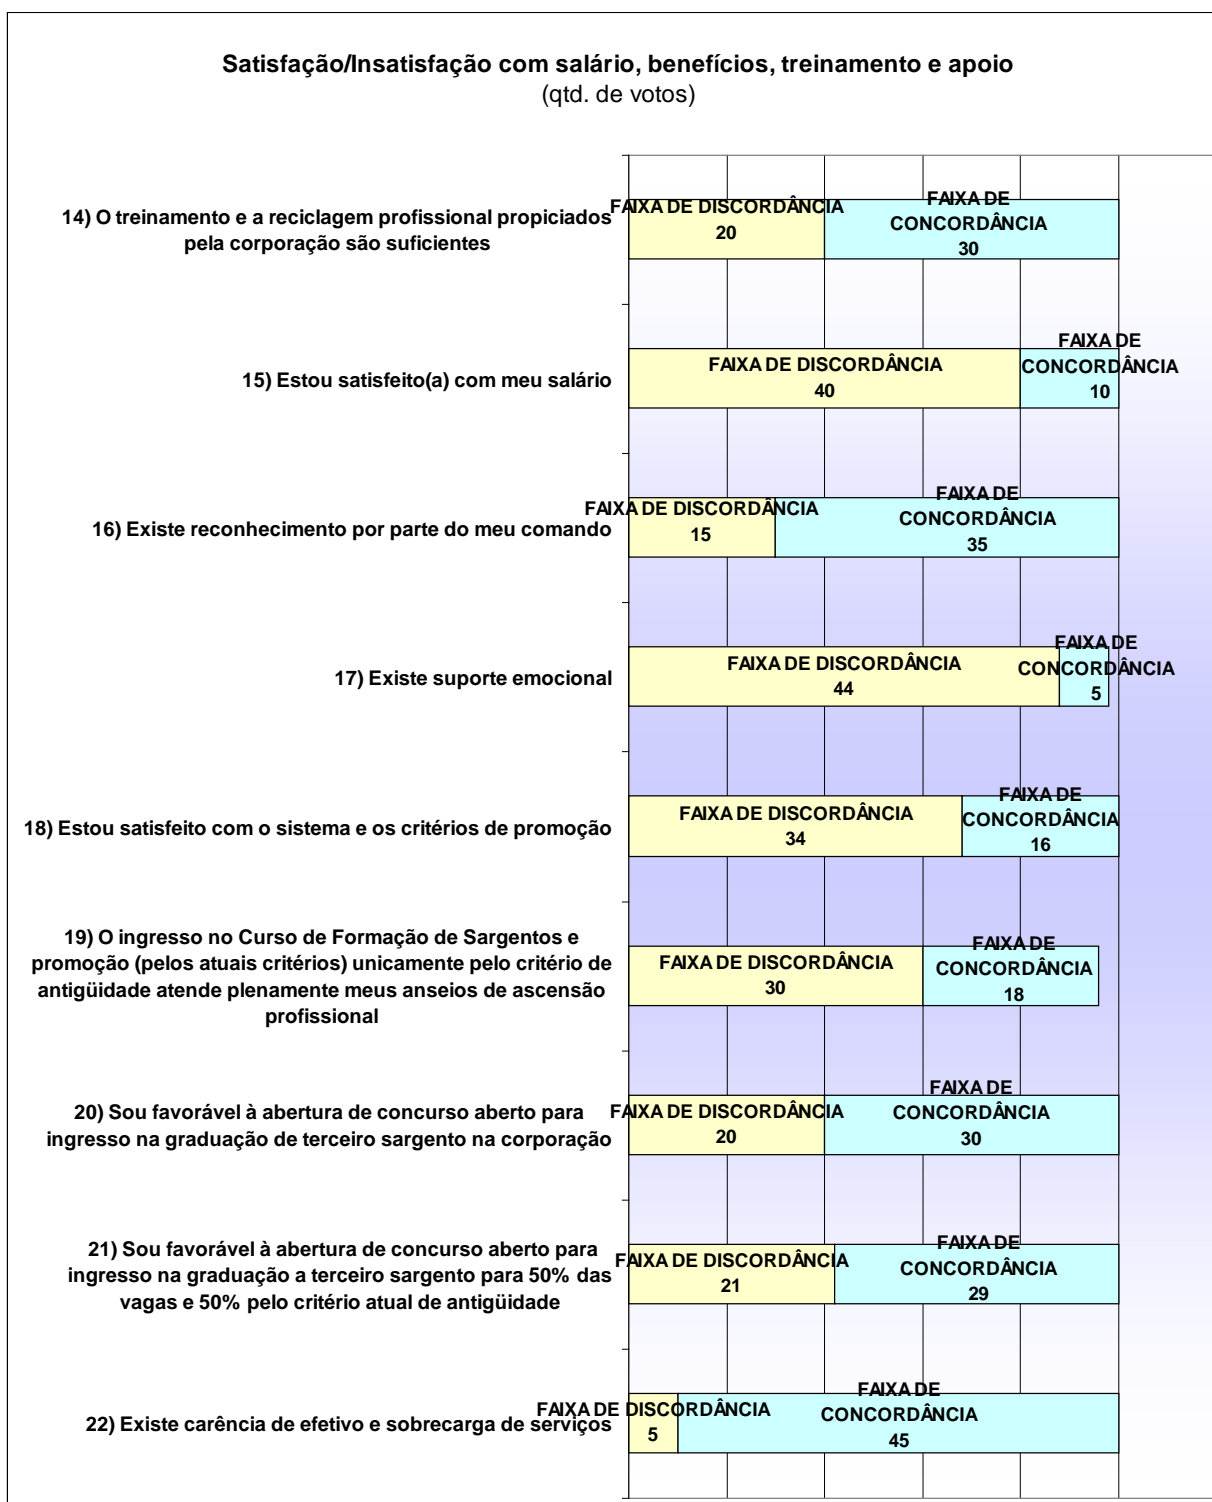 Satisfação/Insatisfação com salário, benefícios, treinamento e apoio
(qtd. de votos)
14) O treinamento e a reciclagem profissional propiciados
pela corporação são suficientes
FAIXA DE DISCORDÂNCIA
20
FAIXA DE
CONCORDÂNCIA
30
15) Estou satisfeito(a) com meu salário
FAIXA DE DISCORDÂNCIA
40
FAIXA DE
CONCORDÂNCIA
10
16) Existe reconhecimento por parte do meu comando
FAIXA DE DISCORDÂNCIA
15
FAIXA DE
CONCORDÂNCIA
35
17) Existe suporte emocional
FAIXA DE DISCORDÂNCIA
44
FAIXA DE
CONCORDÂNCIA
5
18) Estou satisfeito com o sistema e os critérios de promoção
FAIXA DE DISCORDÂNCIA
34
FAIXA DE
CONCORDÂNCIA
16
19) O ingresso no Curso de Formação de Sargentos e
promoção (pelos atuais critérios) unicamente pelo critério de
antigüidade atende plenamente meus anseios de ascensão
profissional
FAIXA DE DISCORDÂNCIA
30
FAIXA DE
CONCORDÂNCIA
18
20) Sou favorável à abertura de concurso aberto para
ingresso na graduação de terceiro sargento na corporação
FAIXA DE DISCORDÂNCIA
20
FAIXA DE
CONCORDÂNCIA
30
21) Sou favorável à abertura de concurso aberto para
ingresso na graduação a terceiro sargento para 50% das
vagas e 50% pelo critério atual de antigüidade
FAIXA DE DISCORDÂNCIA
21
FAIXA DE
CONCORDÂNCIA
29
22) Existe carência de efetivo e sobrecarga de serviços
FAIXA DE DISCORDÂNCIA
5
FAIXA DE
CONCORDÂNCIA
45